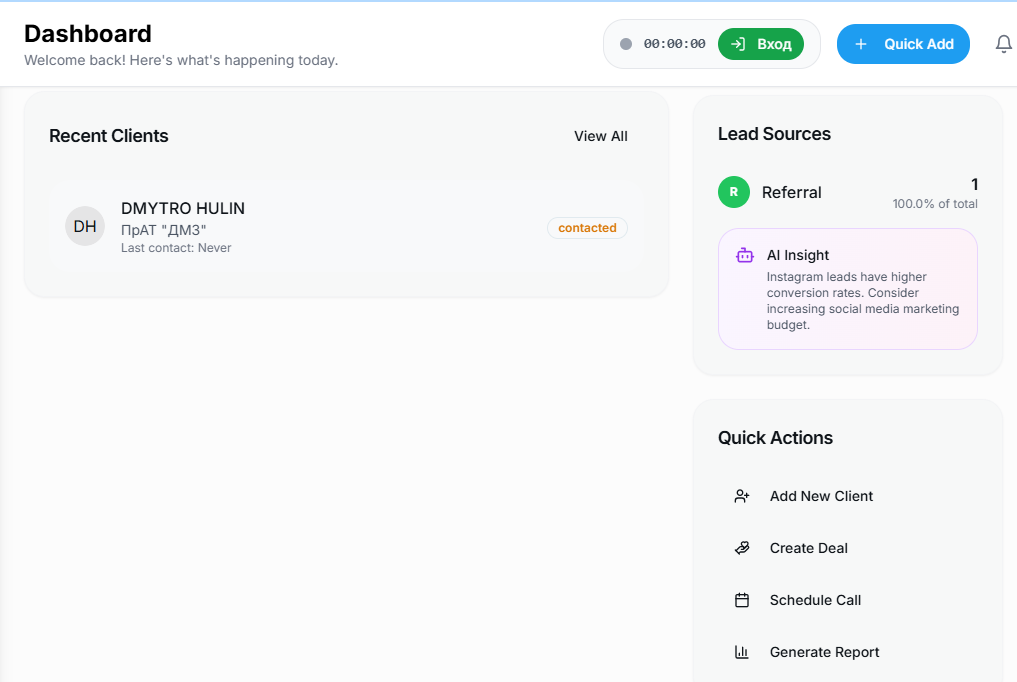 Dashboard
Welcome back! Here's what's happening today.
00:00:00
Вход
Quick Add
Recent Clients
View All
DH
DMYTRO HULIN
ПрАТ "ДМЗ"
Last contact: Never
contacted
Lead Sources
R
Referral
1
100.0% of total
AI Insight
Instagram leads have higher
conversion rates. Consider
increasing social media marketing
budget.
Quick Actions
Add New Client
Create Deal
Schedule Call
Generate Report